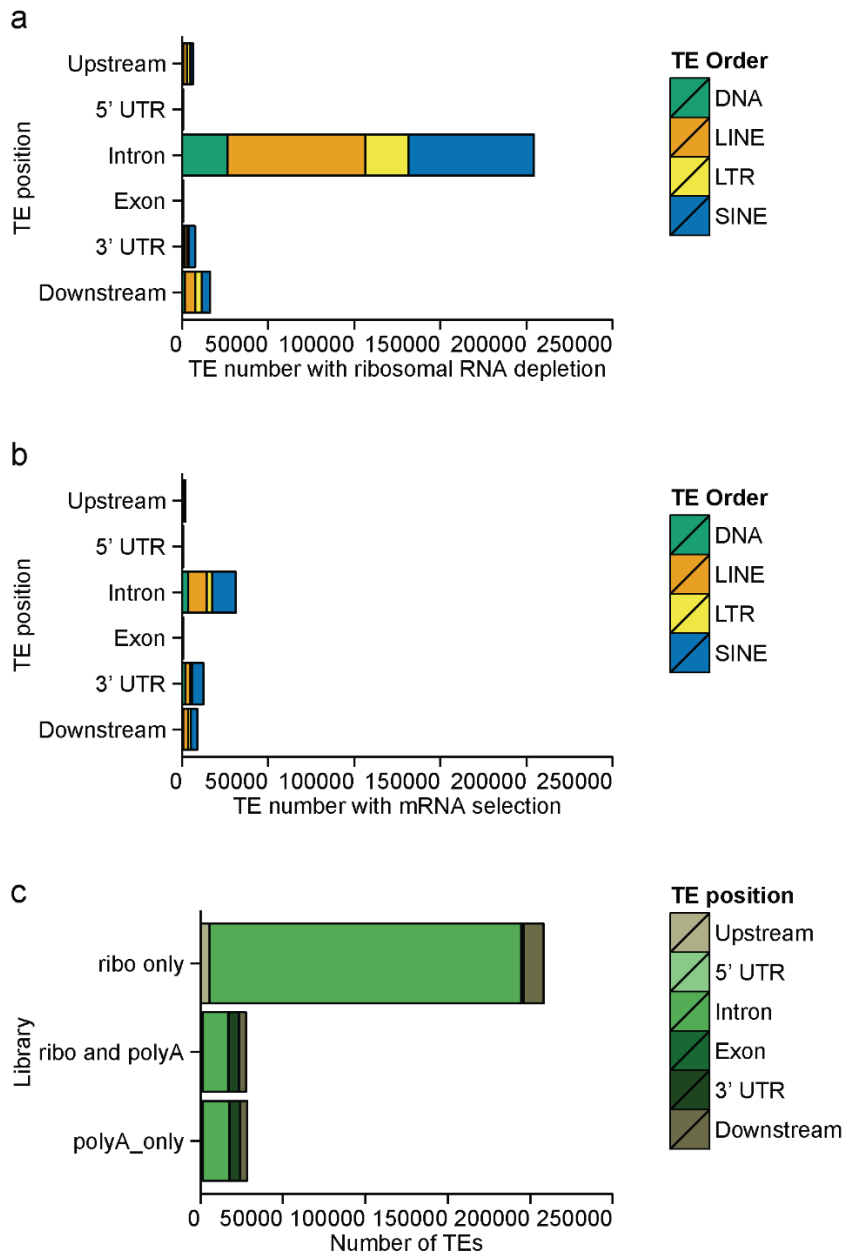 a
TE position
Upstream
5’ UTR
Intron
Exon
3’ UTR
Downstream
0 50000 100000 150000 200000 250000
TE number with ribosomal RNA depletion
TE Order
DNA
LINE
LTR
SINE
b
TE position
Upstream
5’ UTR
Intron
Exon
3’ UTR
Downstream
0 50000 100000 150000 200000 250000
TE number with mRNA selection
TE Order
DNA
LINE
LTR
SINE
c
Library
ribo only
ribo and polyA
polyA_only
0 50000 100000 150000 200000 250000
Number of TEs
TE position
Upstream
5’ UTR
Intron
Exon
3’ UTR
Downstream